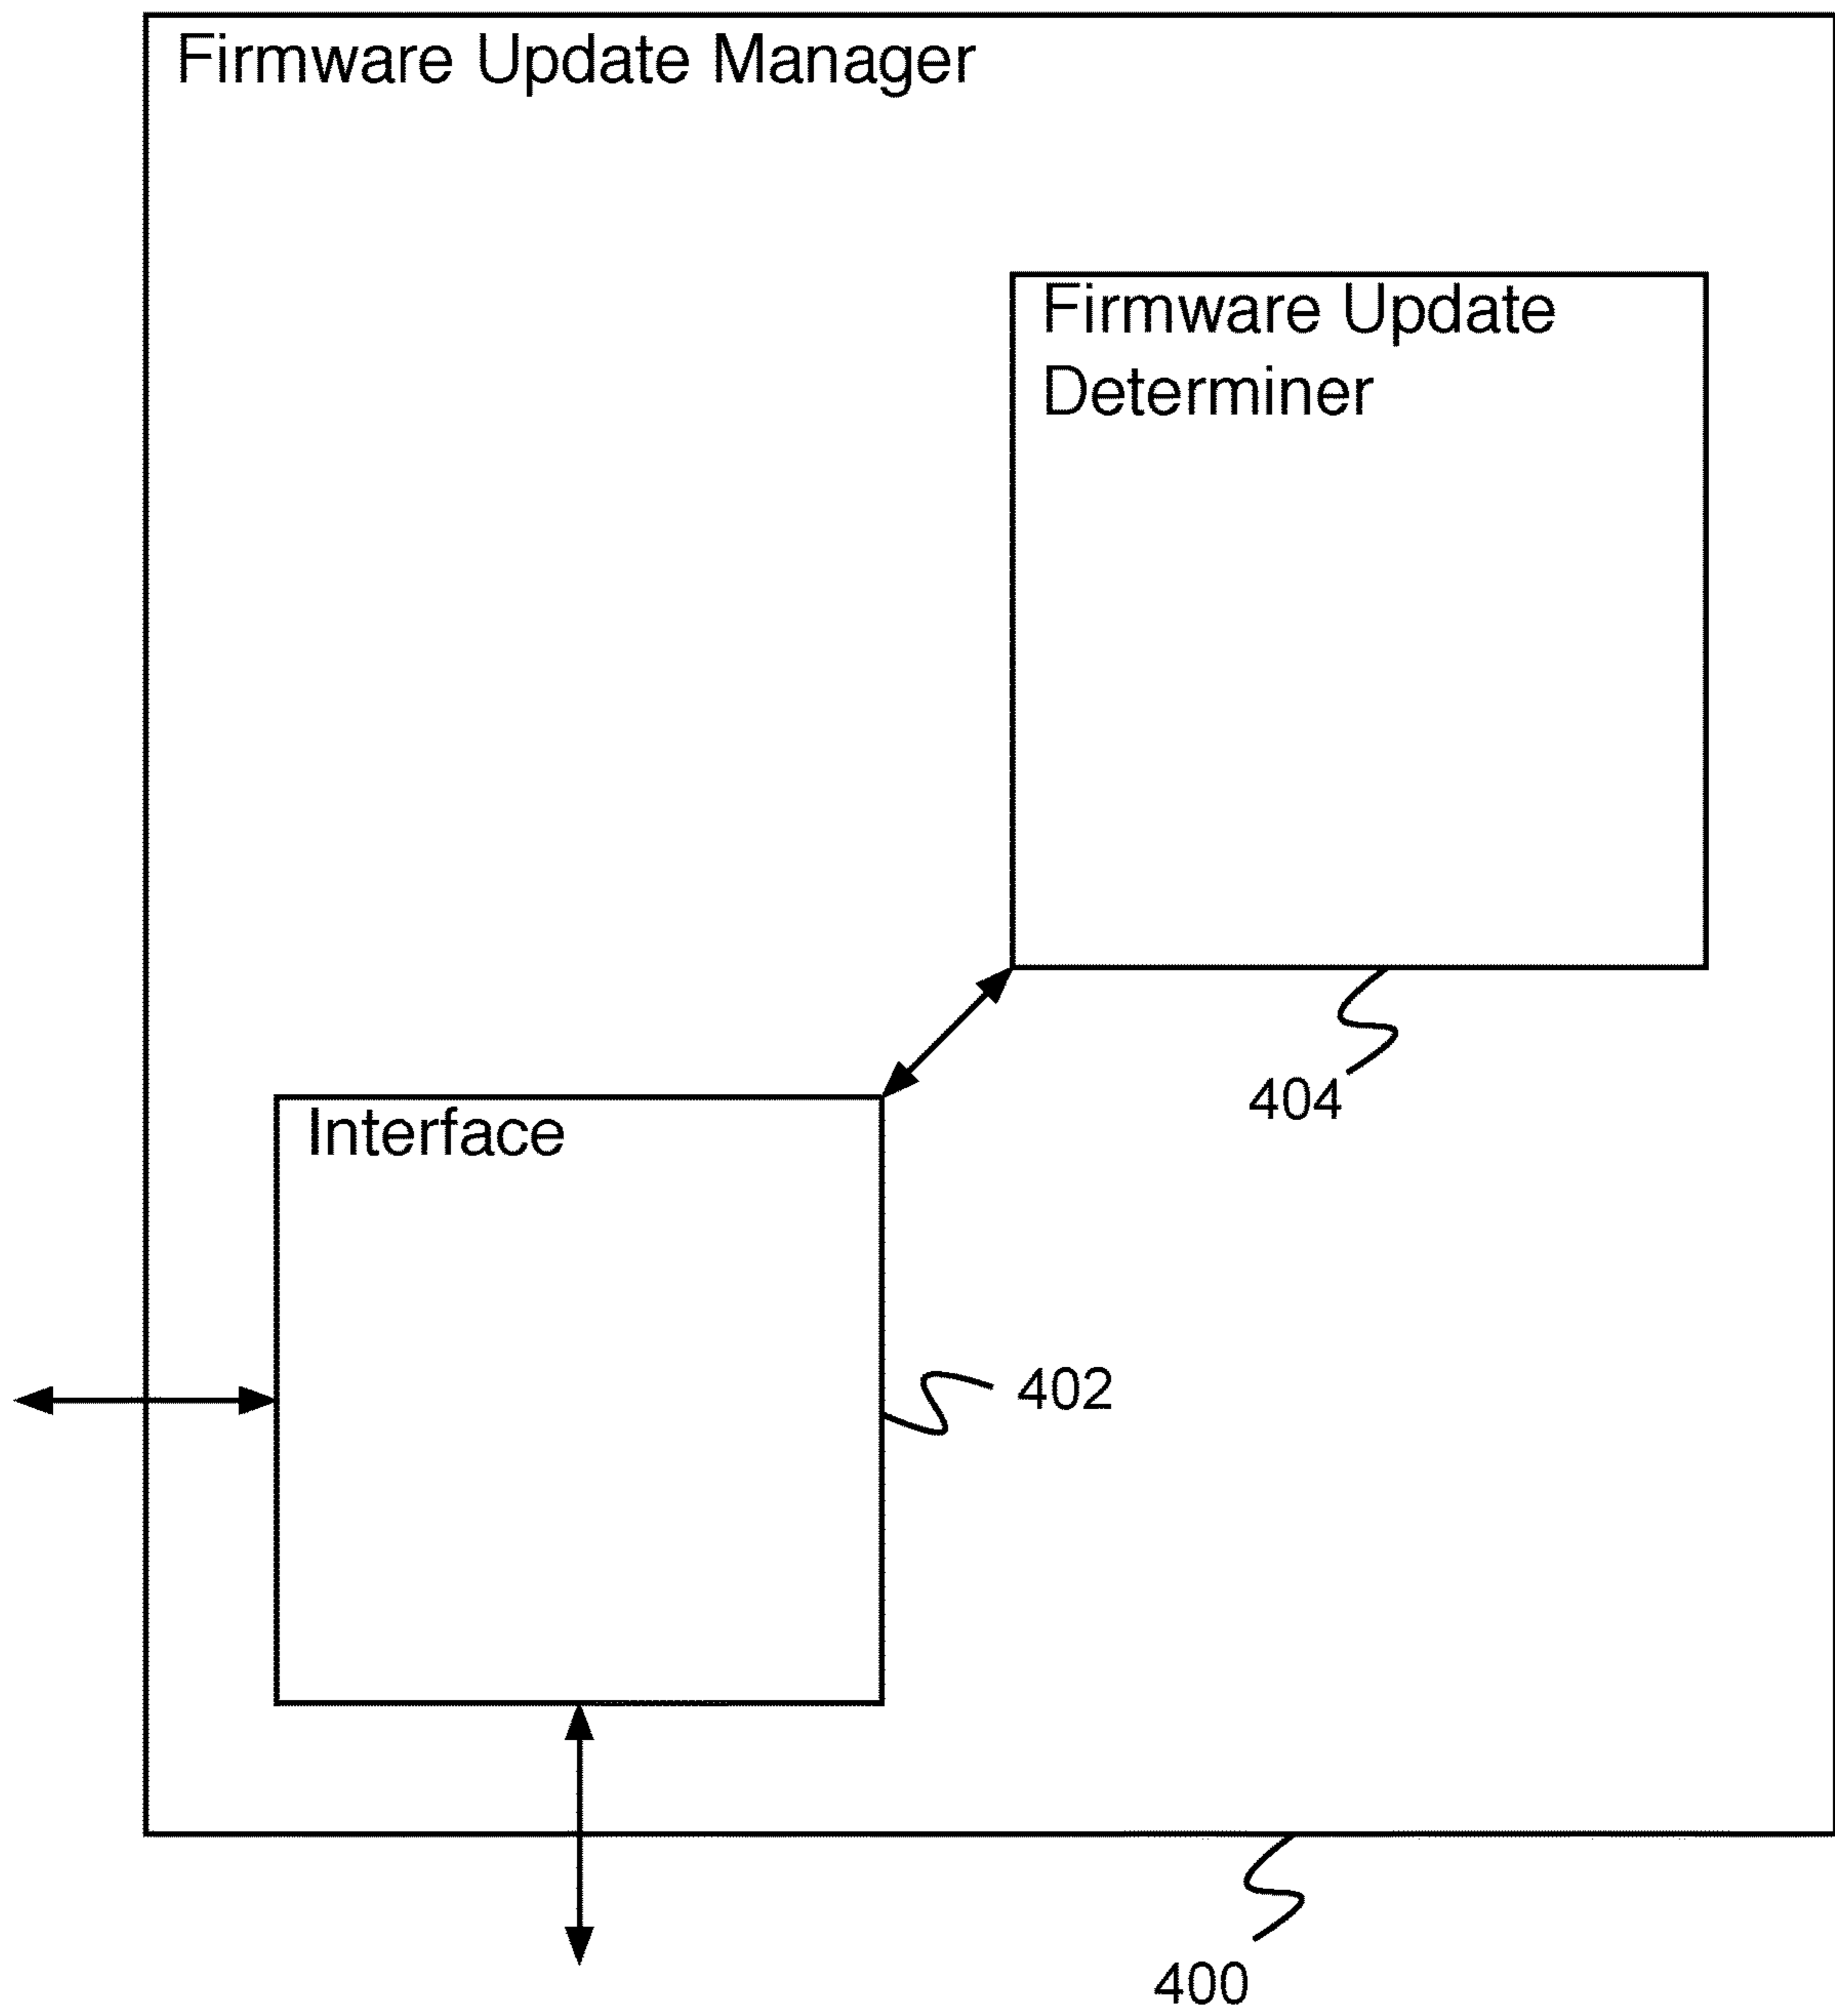 Firmware Update Manager
Firmware Update
Determiner
404
Interface
402
400